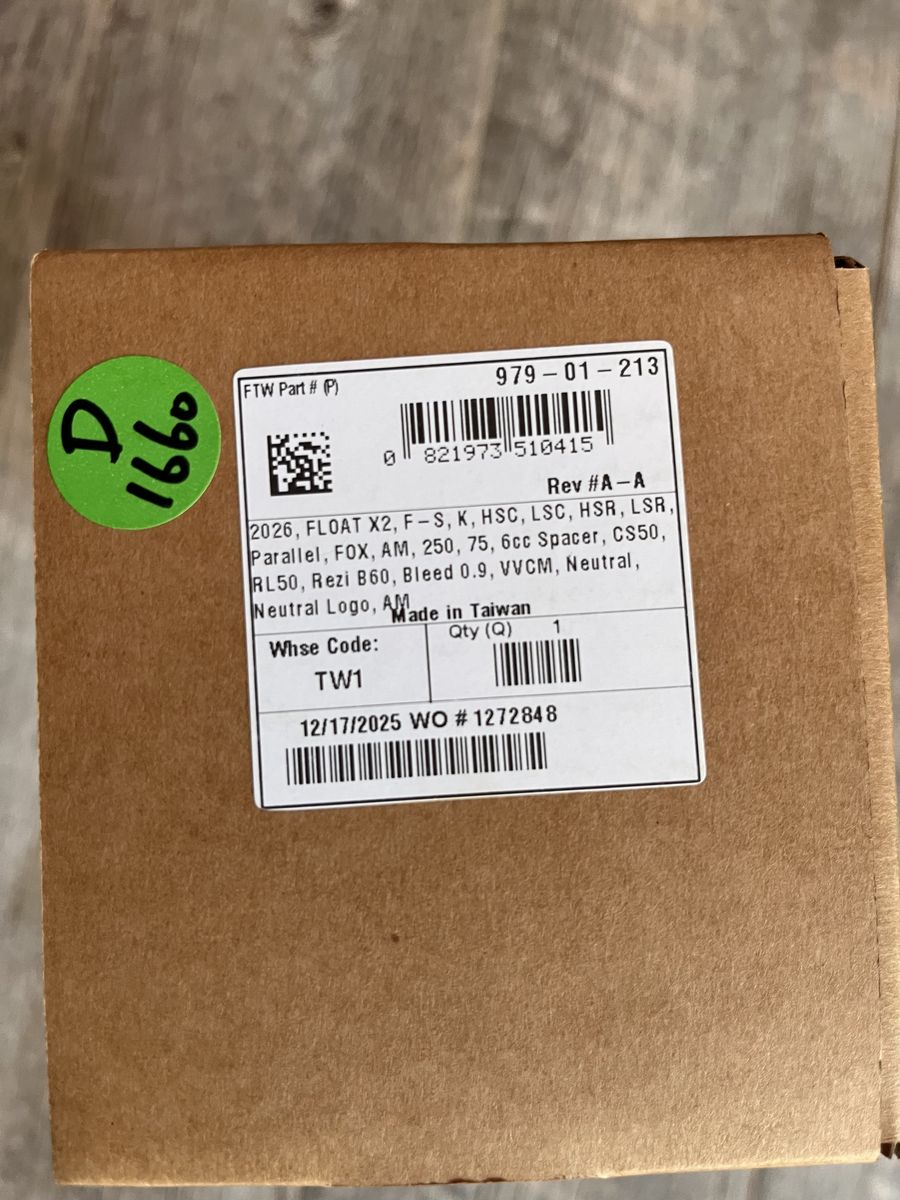 D
1660
FTW Part # (P)
979-01-213
0 821973 510415
Rev #A-A
2026, FLOAT X2, F-S, K, HSC, LSC, HSR, LSR,
Parallel, FOX, AM, 250, 75, 6cc Spacer, CS50,
RL50, Rezi B60, Bleed 0.9, VVCM, Neutral,
Neutral Logo, AM
Made in Taiwan
Whse Code:
TW1
Qty (Q) 1
12/17/2025 WO # 1272848